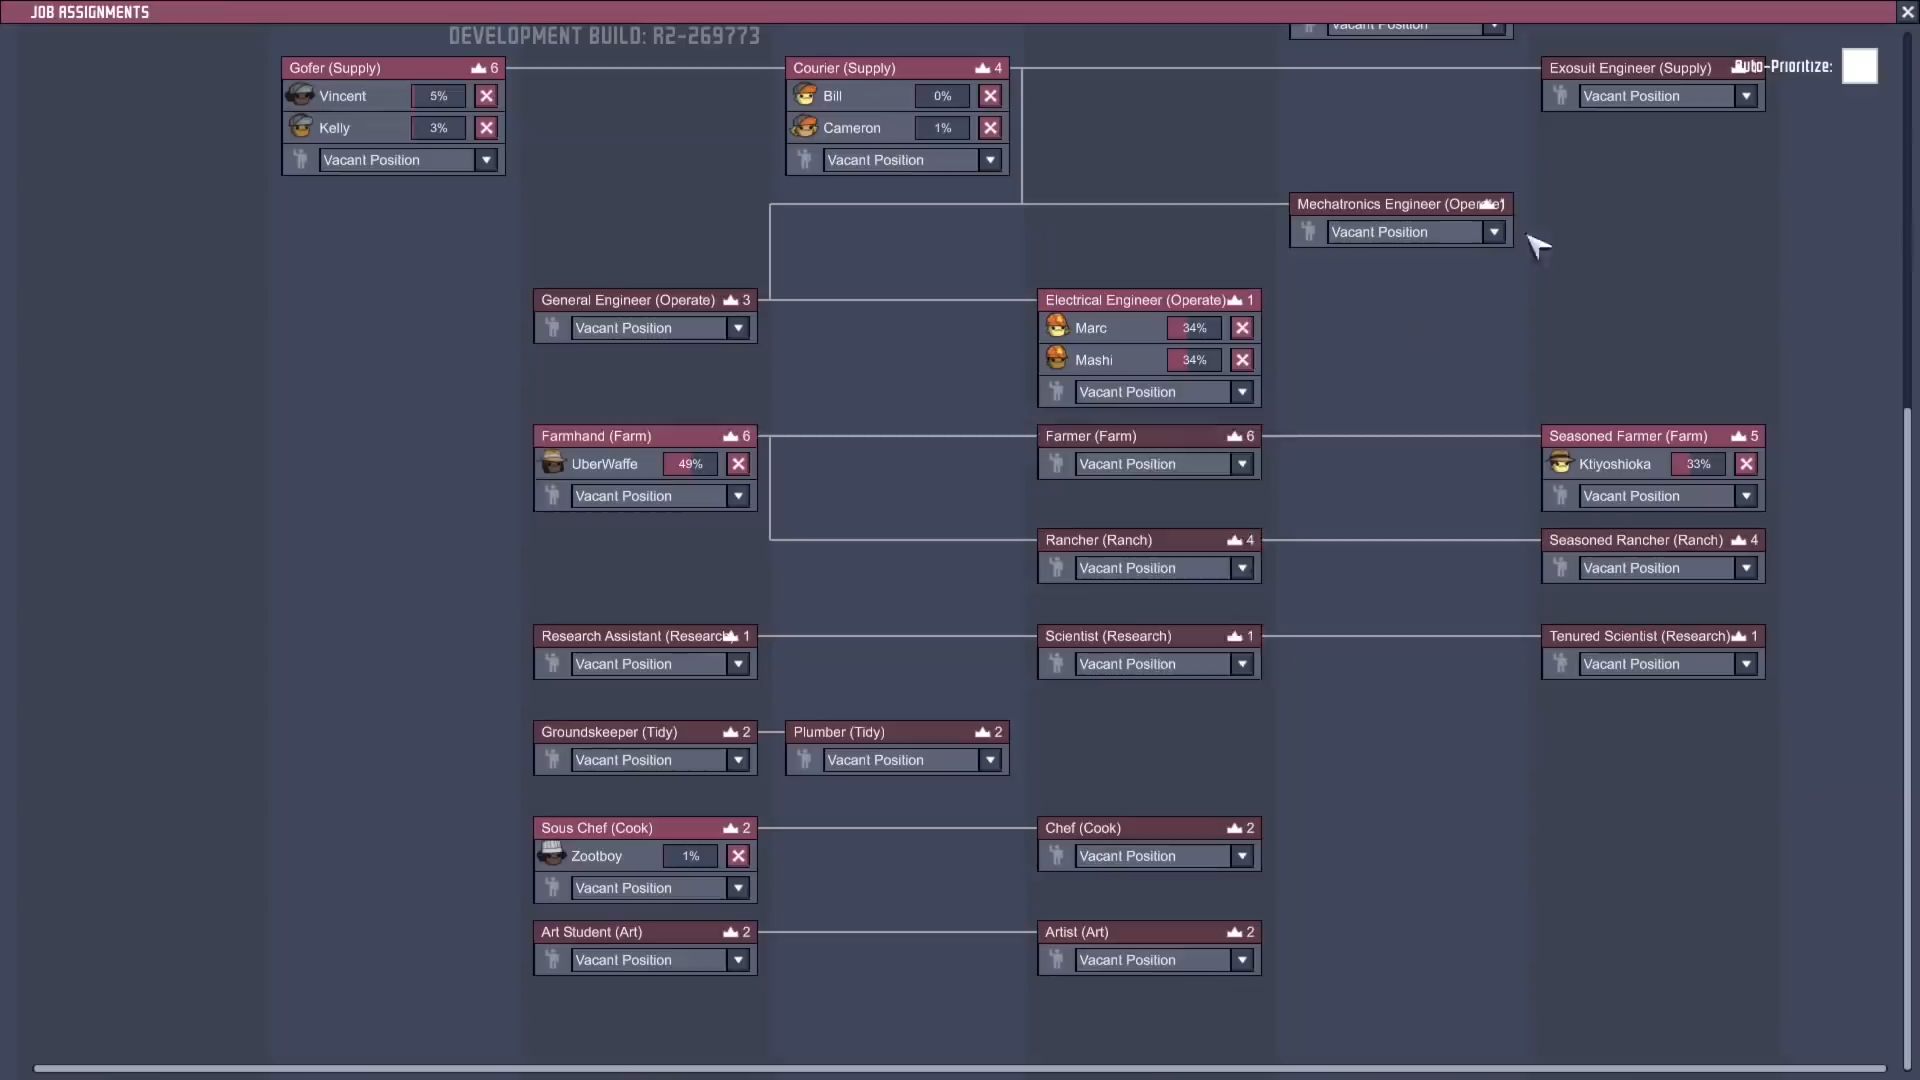 JOB ASSIGNMENTS
DEVELOPMENT BUILD: R2-269773
Vacant Position
Auto-Prioritize:
Gofer (Supply) 6
Vincent 5%
Kelly 3%
Vacant Position
Courier (Supply) 4
Bill 0%
Cameron 1%
Vacant Position
Exosuit Engineer (Supply)
Vacant Position
Mechatronics Engineer (Operate) 1
Vacant Position
General Engineer (Operate) 3
Vacant Position
Electrical Engineer (Operate) 1
Marc 34%
Mashi 34%
Vacant Position
Farmhand (Farm) 6
UberWaffe 49%
Vacant Position
Farmer (Farm) 6
Vacant Position
Seasoned Farmer (Farm) 5
Ktiyoshioka 33%
Vacant Position
Rancher (Ranch) 4
Vacant Position
Seasoned Rancher (Ranch) 4
Vacant Position
Research Assistant (Research) 1
Vacant Position
Scientist (Research) 1
Vacant Position
Tenured Scientist (Research) 1
Vacant Position
Groundskeeper (Tidy) 2
Vacant Position
Plumber (Tidy) 2
Vacant Position
Sous Chef (Cook) 2
Zootboy 1%
Vacant Position
Chef (Cook) 2
Vacant Position
Art Student (Art) 2
Vacant Position
Artist (Art) 2
Vacant Position